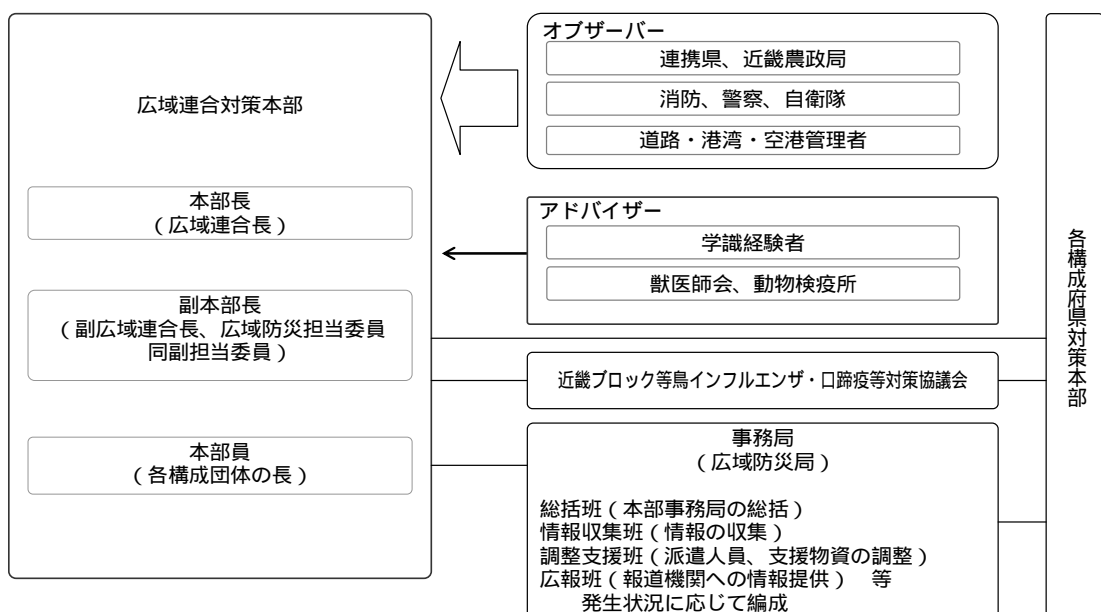 広域連合対策本部
本部長
（広域連合長）
副本部長
（副広域連合長、広域防災担当委員
同副担当委員）
本部員
（各構成団体の長）
オブザーバー
連携県、近畿農政局
消防、警察、自衛隊
道路・港湾・空港管理者
アドバイザー
学識経験者
獣医師会、動物検疫所
近畿ブロック等鳥インフルエンザ・口蹄疫等対策協議会
事務局
（広域防災局）
総括班（本部事務局の総括）
情報収集班（情報の収集）
調整支援班（派遣人員、支援物資の調整）
広報班（報道機関への情報提供）　等
発生状況に応じて編成
各構成府県対策本部